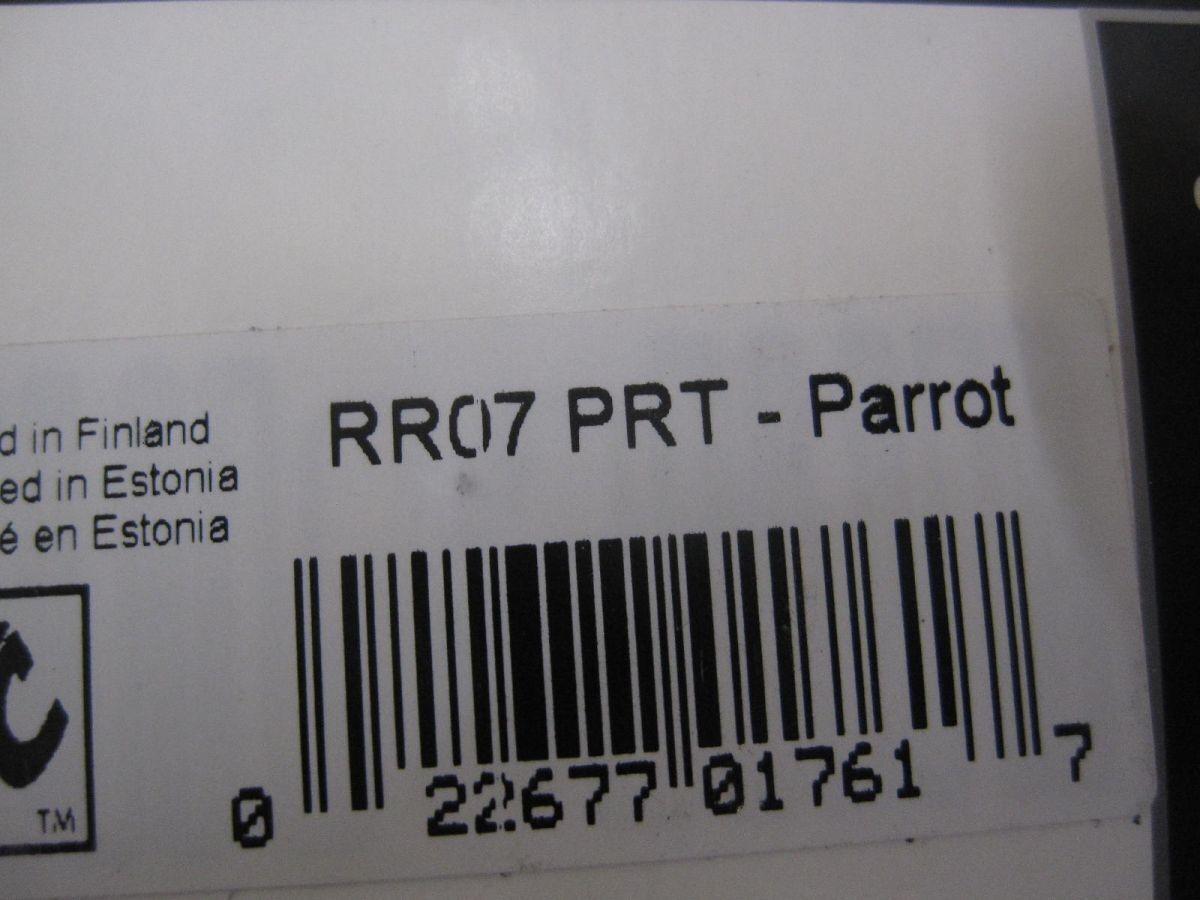 RR07 PRT - Parrot
d in Finland
ed in Estonia
é en Estonia
C
TM
0 22677 01761 7